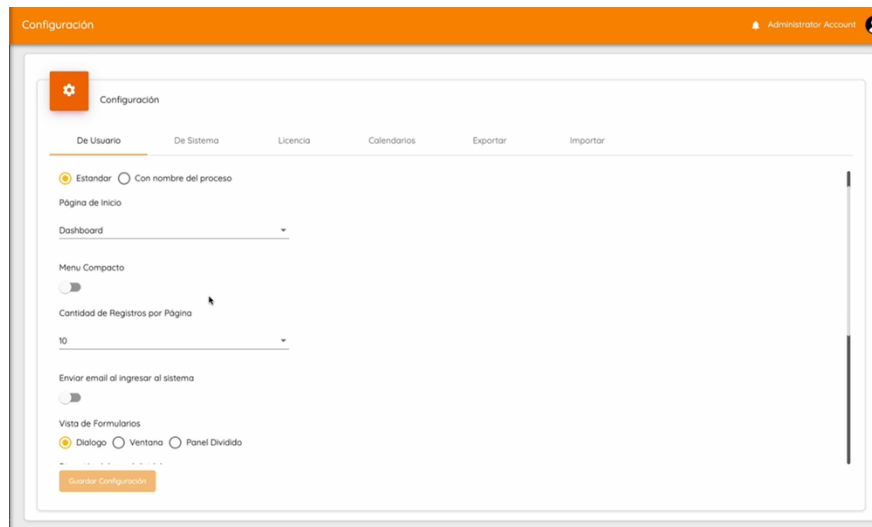 Configuración
Administrator Account
Configuración
De Usuario De Sistema Licencia Calendarios Exportar Importar
Estandar Con nombre del proceso
Página de Inicio
Dashboard
Menu Compacto
Cantidad de Registros por Página
10
Enviar email al ingresar al sistema
Vista de Formularios
Dialogo Ventana Panel Dividido
Guardar Configuración